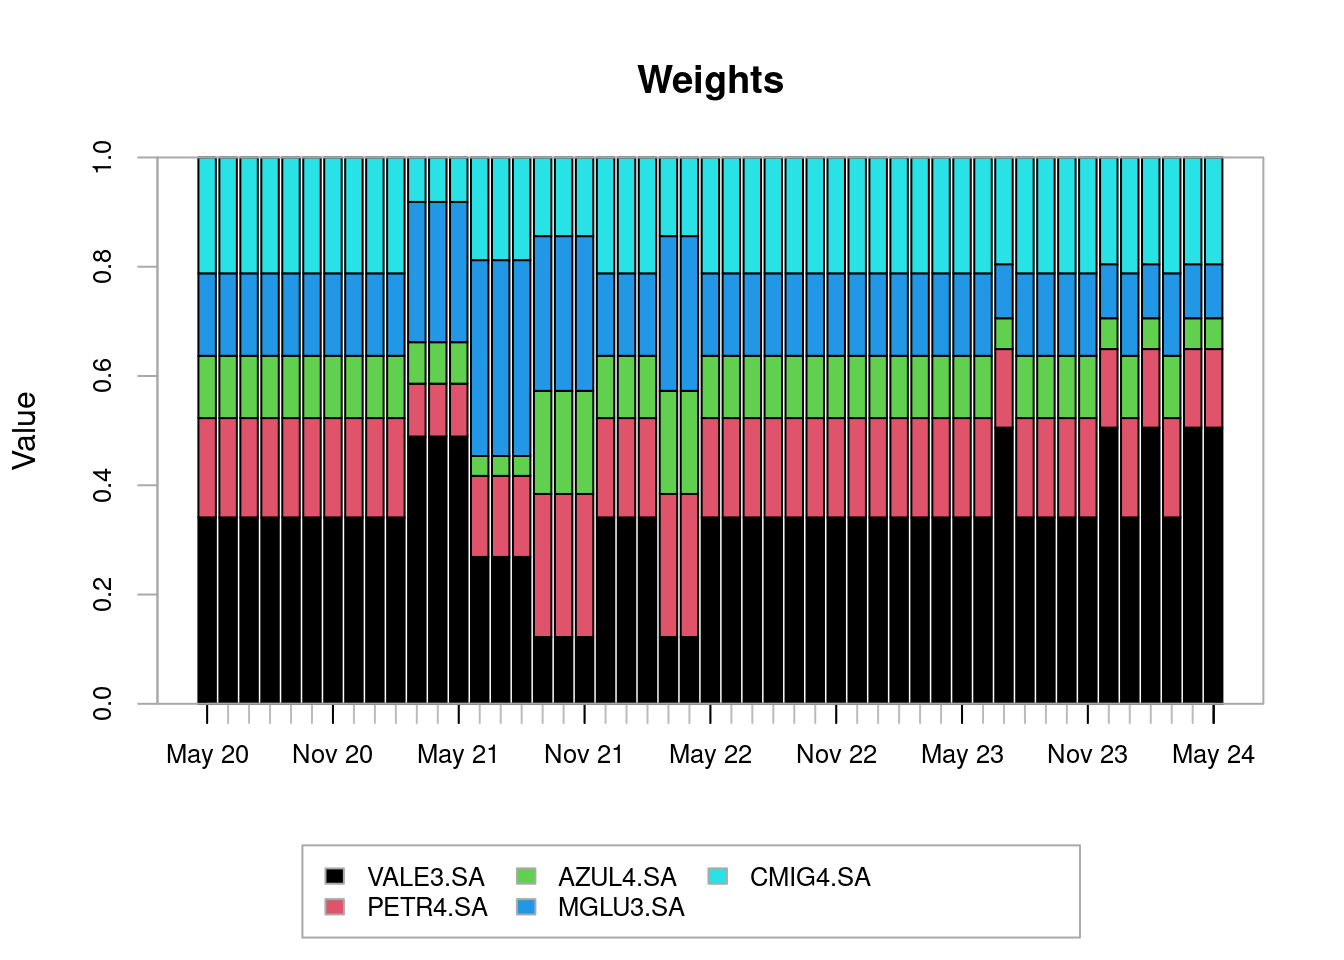 Weights
Value
1.0
0.8
0.6
0.4
0.2
0.0
May 20 Nov 20 May 21 Nov 21 May 22 Nov 22 May 23 Nov 23 May 24
VALE3.SA AZUL4.SA CMIG4.SA
PETR4.SA MGLU3.SA